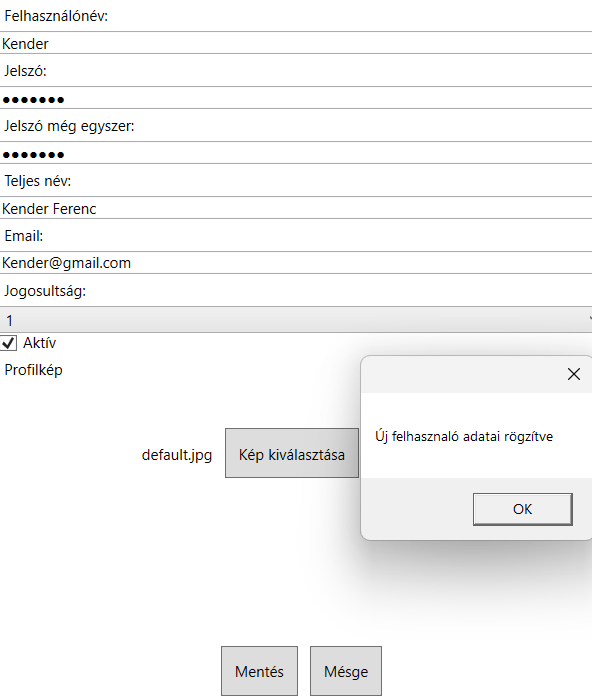 Felhasználónév:
Kender
Jelszó:
●●●●●●●
Jelszó még egyszer:
●●●●●●●
Teljes név:
Kender Ferenc
Email:
Kender@gmail.com
Jogosultság:
1
Aktív
Profilkép
default.jpg
Kép kiválasztása
Új felhasznaló adatai rögzítve
OK
Mentés
Mésge